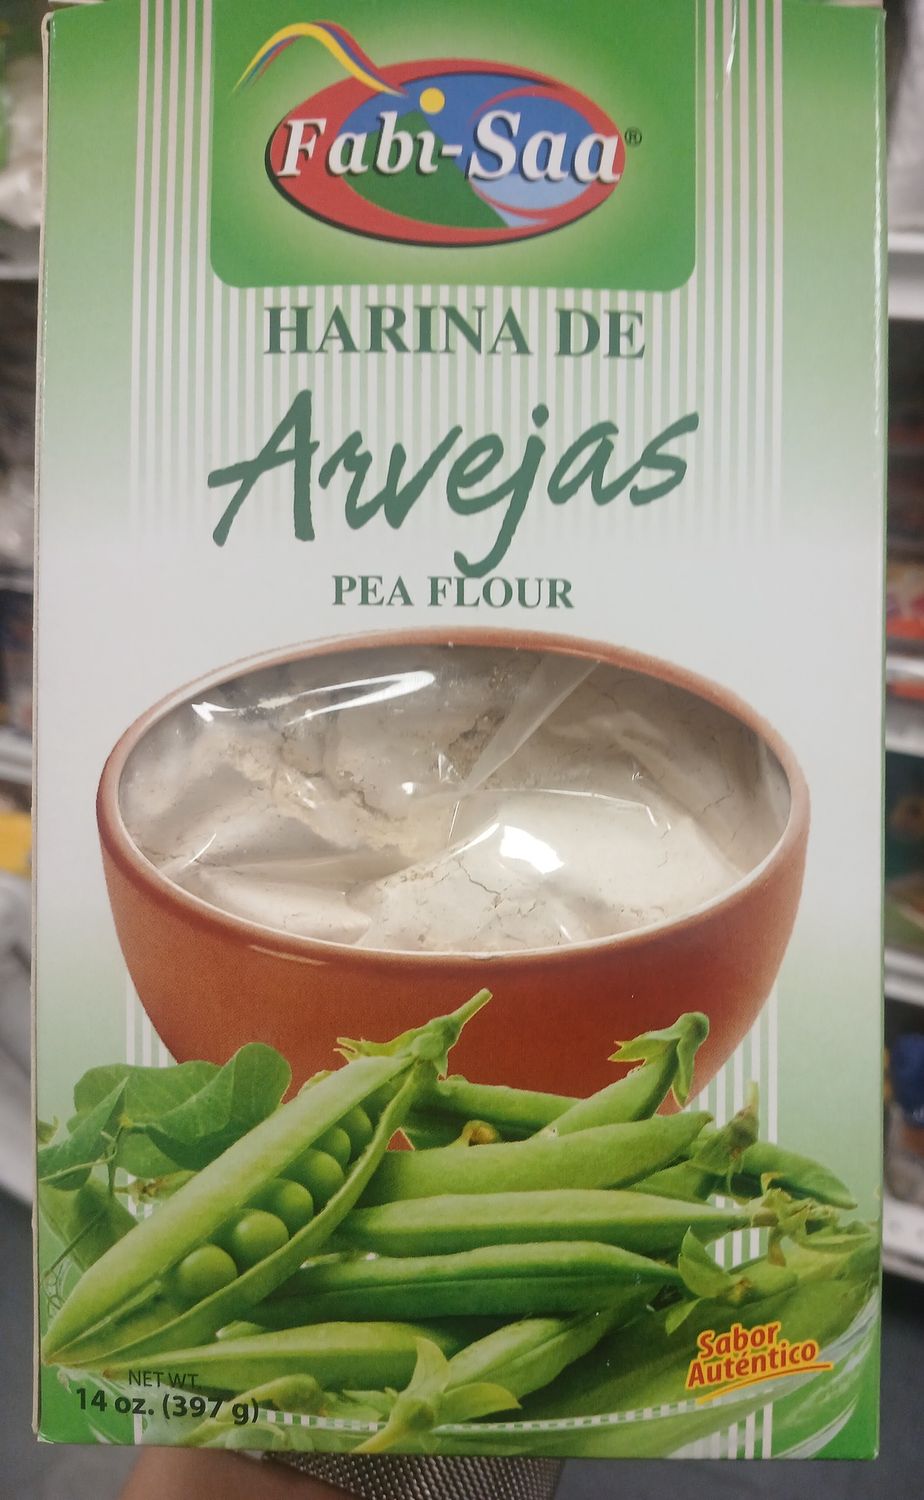 Fabi-Saa®
HARINA DE
Arvejas
PEA FLOUR
Sabor
Auténtico
NET WT.
14 oz. (397 g)